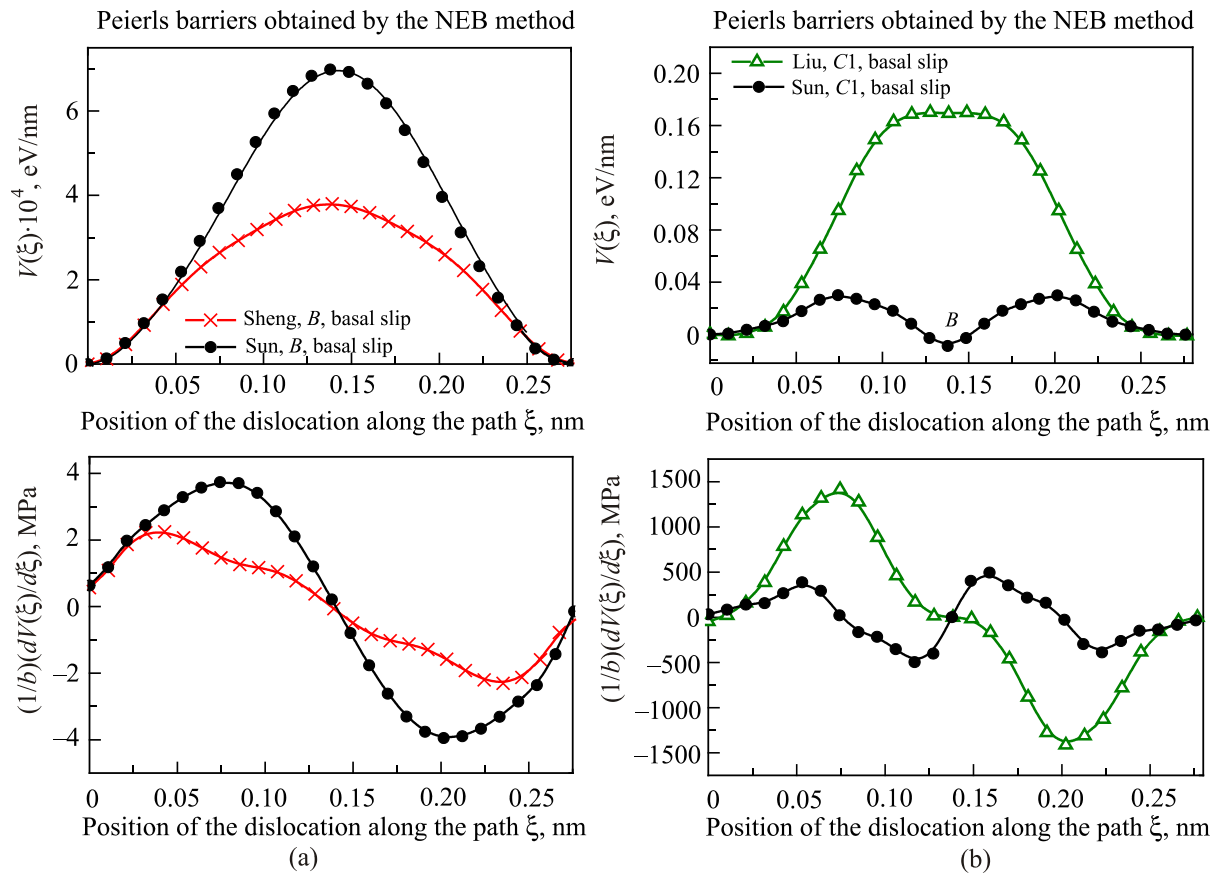 Peierls barriers obtained by the NEB method
V(ξ)·10⁴, eV/nm
6
4
2
0
Sheng, B, basal slip
Sun, B, basal slip
0.05 0.10 0.15 0.20 0.25
Position of the dislocation along the path ξ, nm
(1/b)(dV(ξ)/dξ), MPa
4
2
0
–2
–4
0 0.05 0.10 0.15 0.20 0.25
Position of the dislocation along the path ξ, nm
(a)
Peierls barriers obtained by the NEB method
V(ξ), eV/nm
0.20
0.16
0.12
0.08
0.04
0
Liu, C1, basal slip
Sun, C1, basal slip
B
0 0.05 0.10 0.15 0.20 0.25
Position of the dislocation along the path ξ, nm
(1/b)(dV(ξ)/dξ), MPa
1500
1000
500
0
–500
–1000
–1500
0 0.05 0.10 0.15 0.20 0.25
Position of the dislocation along the path ξ, nm
(b)